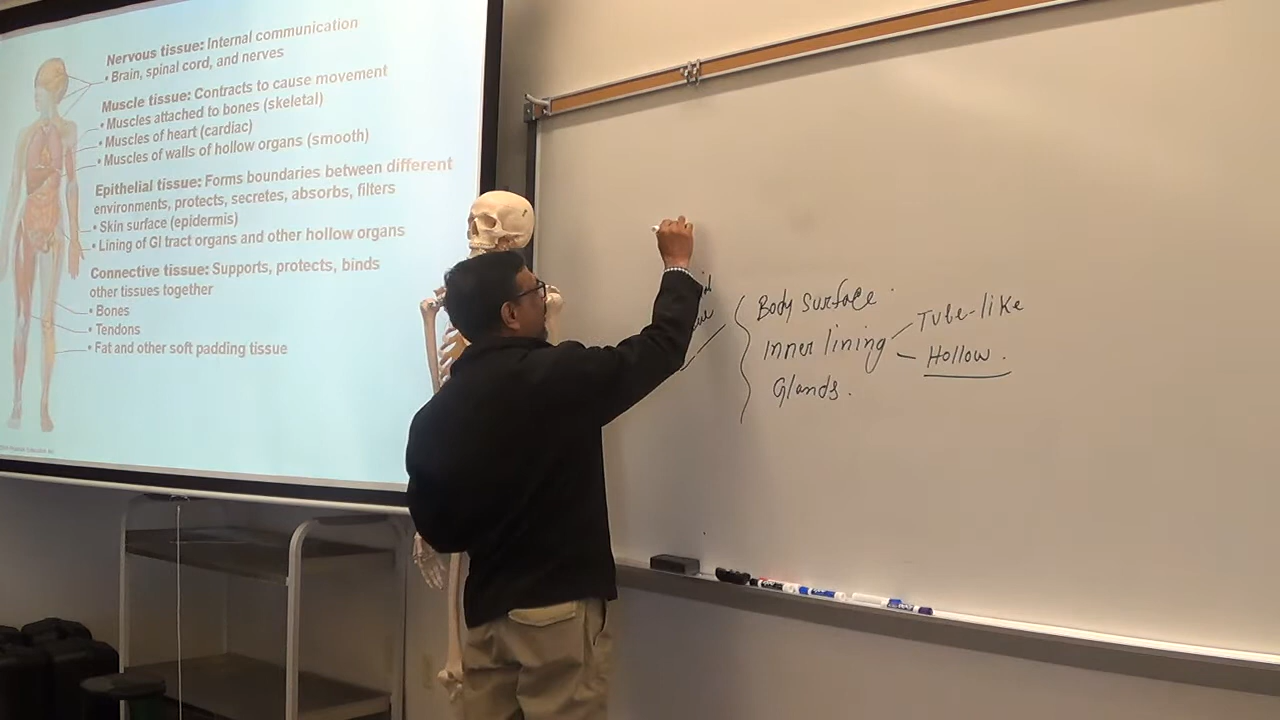 Nervous tissue: Internal communication
• Brain, spinal cord, and nerves
Muscle tissue: Contracts to cause movement
• Muscles attached to bones (skeletal)
• Muscles of heart (cardiac)
• Muscles of walls of hollow organs (smooth)
Epithelial tissue: Forms boundaries between different
environments, protects, secretes, absorbs, filters
• Skin surface (epidermis)
• Lining of GI tract organs and other hollow organs
Connective tissue: Supports, protects, binds
other tissues together
• Bones
• Tendons
• Fat and other soft padding tissue
Body surface.
Inner lining
Tube-like
Hollow.
Glands.